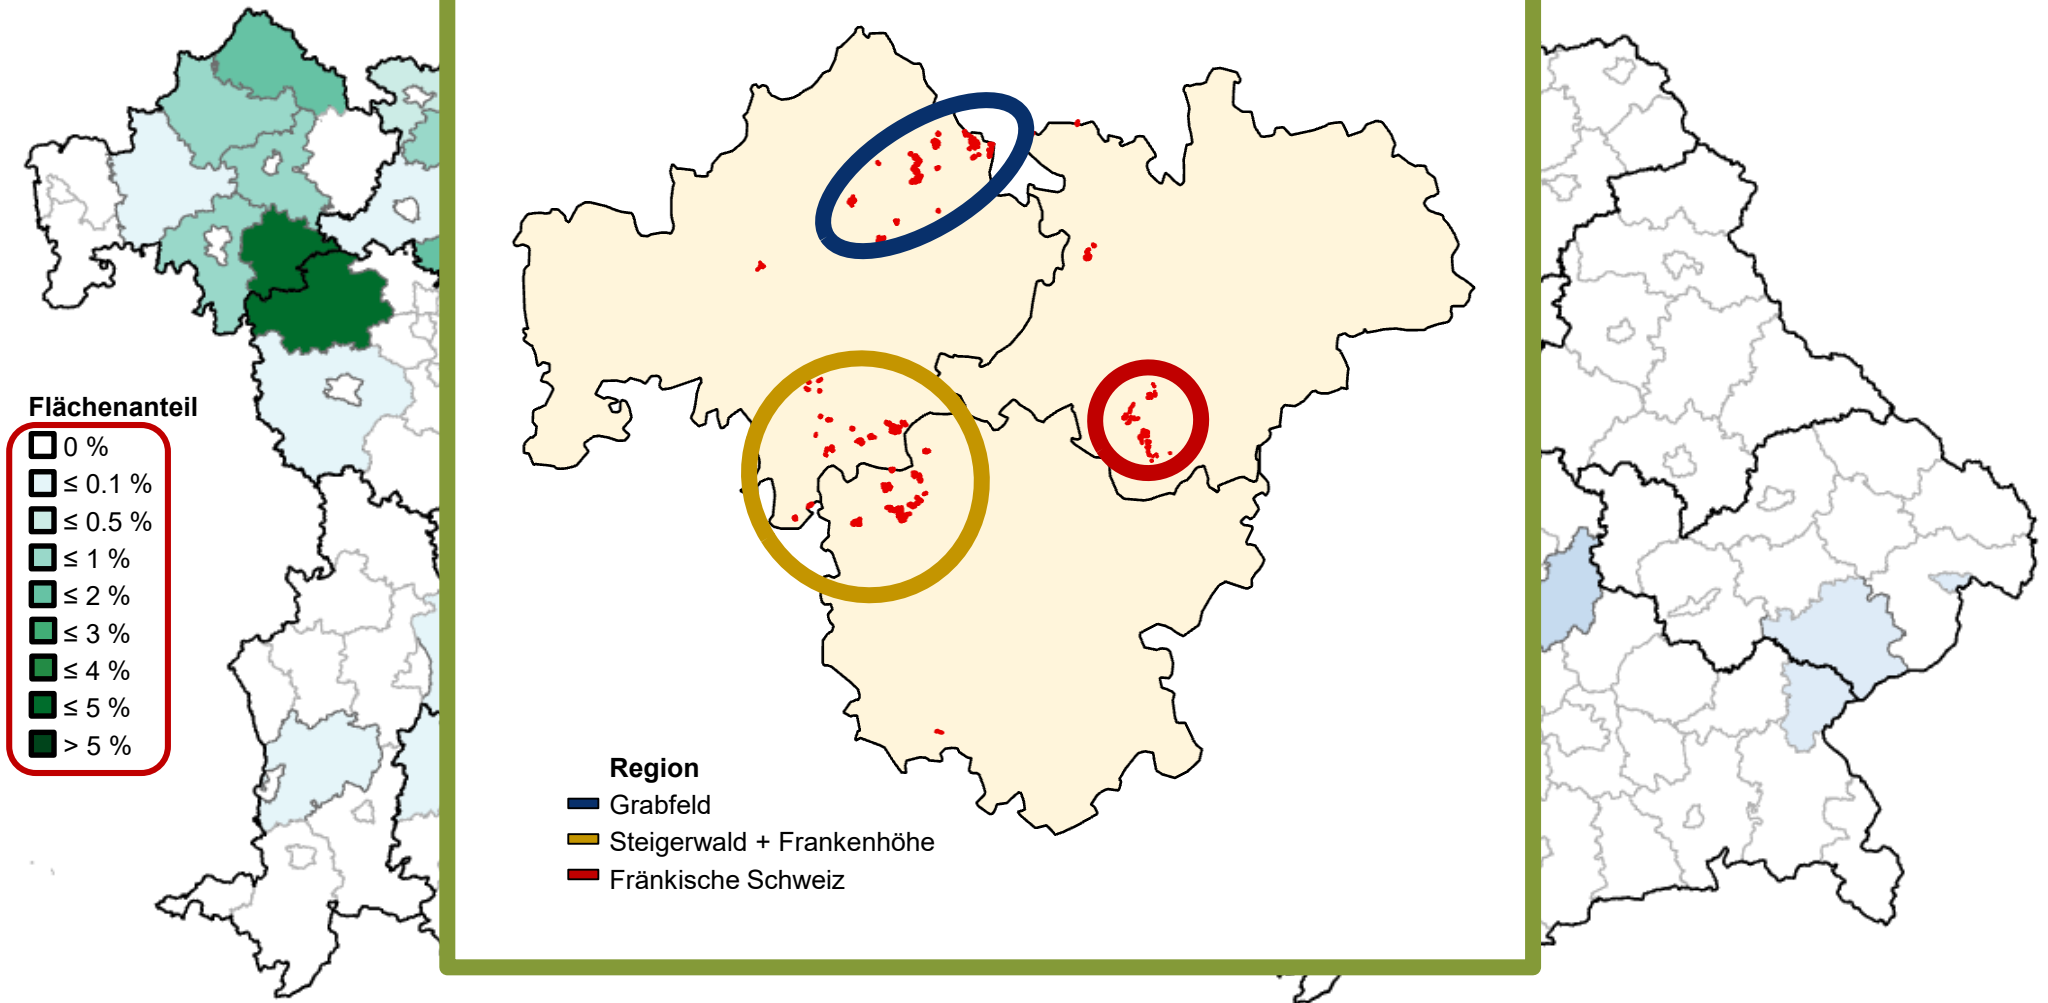 Flächenanteil
0 %
≤ 0.1 %
≤ 0.5 %
≤ 1 %
≤ 2 %
≤ 3 %
≤ 4 %
≤ 5 %
> 5 %
Region
Grabfeld
Steigerwald + Frankenhöhe
Fränkische Schweiz